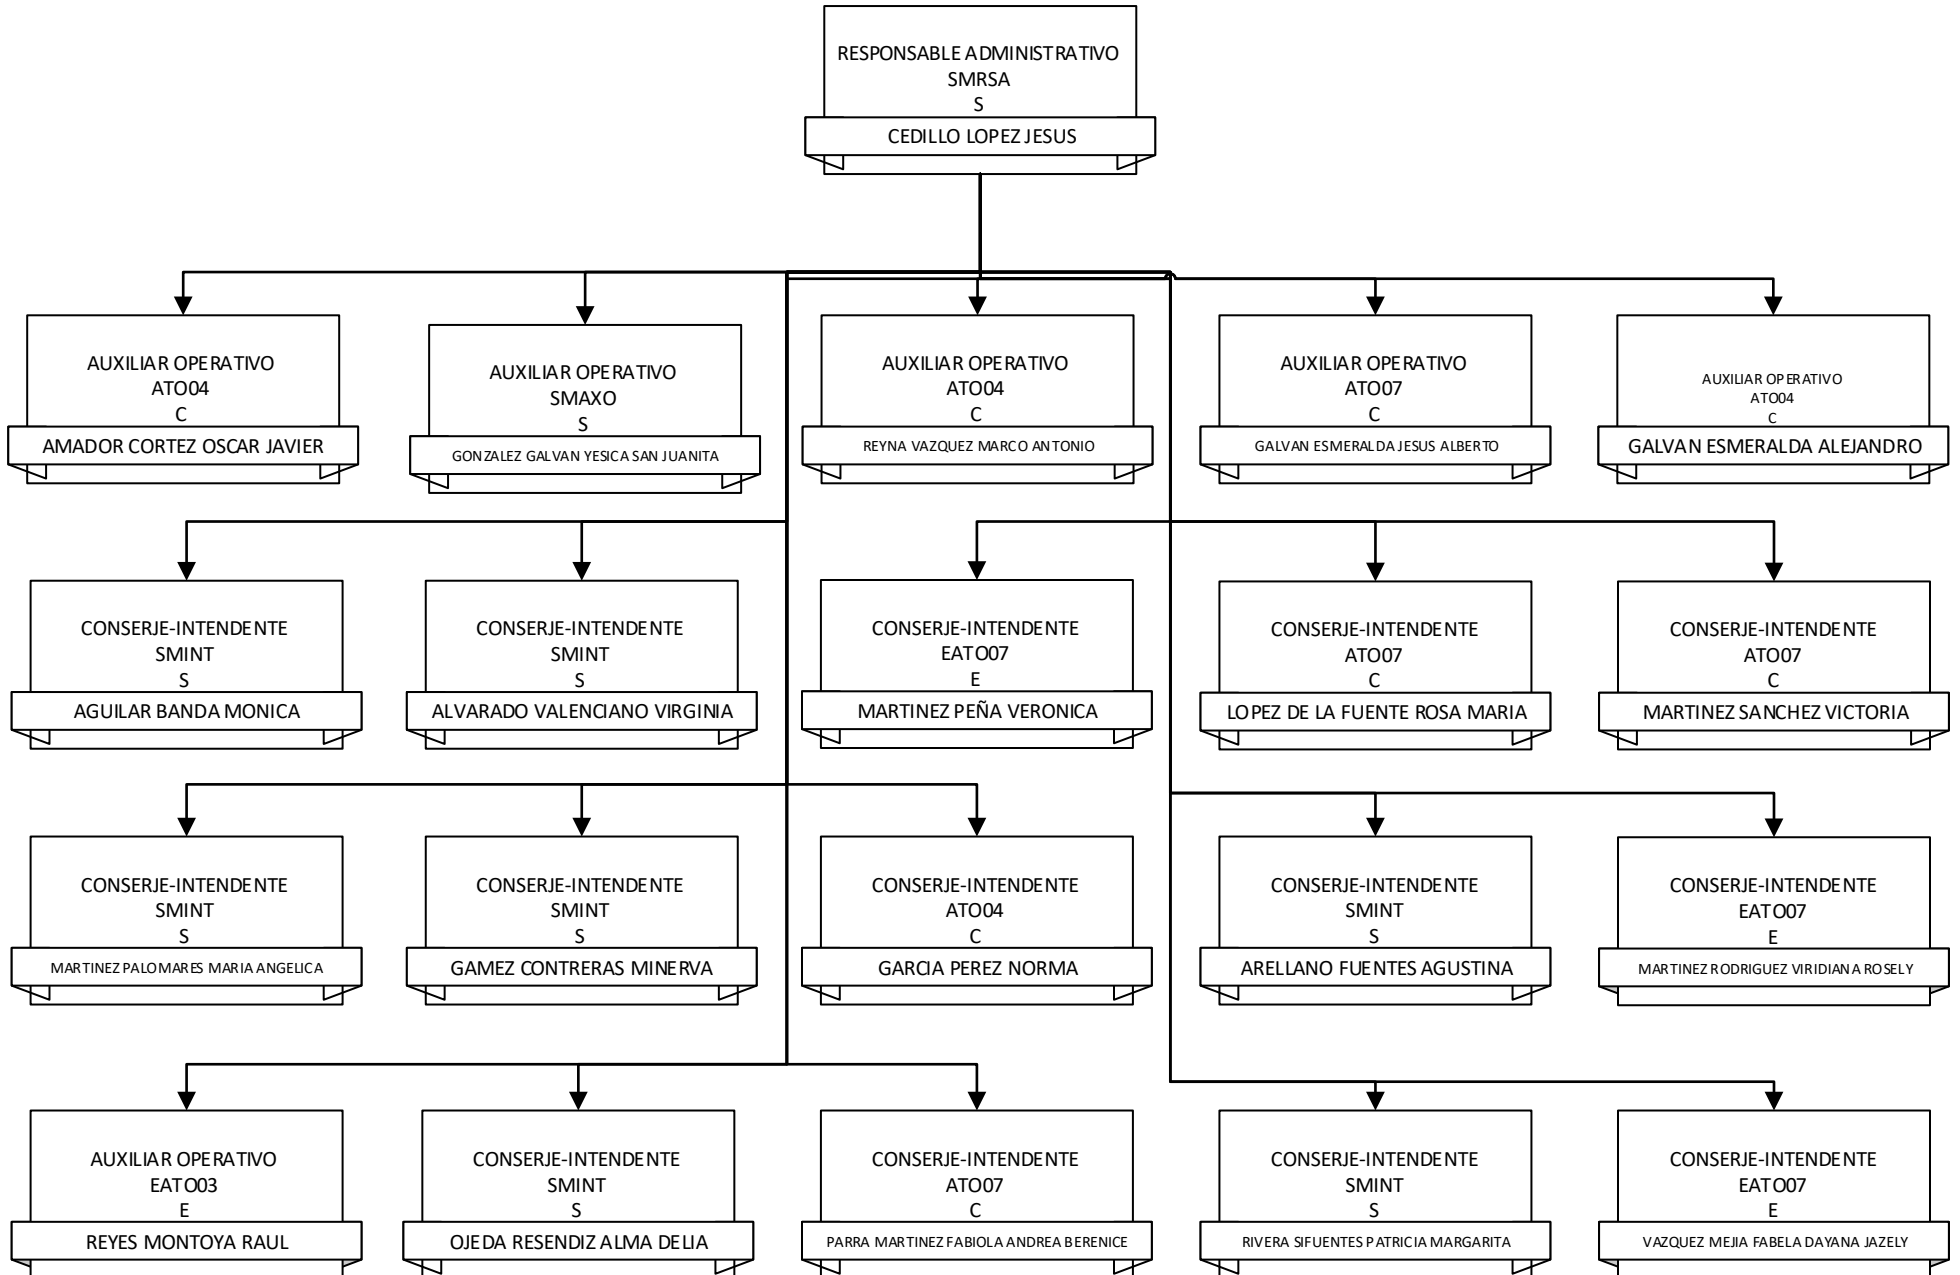 RESPONSABLE ADMINISTRATIVO
SMRSA
S
CEDILLO LOPEZ JESUS
AUXILIAR OPERATIVO
ATO04
C
AMADOR CORTEZ OSCAR JAVIER
AUXILIAR OPERATIVO
SMAXO
S
GONZALEZ GALVAN YESICA SAN JUANITA
AUXILIAR OPERATIVO
ATO04
C
REYNA VAZQUEZ MARCO ANTONIO
AUXILIAR OPERATIVO
ATO07
C
GALVAN ESMERALDA JESUS ALBERTO
AUXILIAR OPERATIVO
ATO04
C
GALVAN ESMERALDA ALEJANDRO
CONSERJE-INTENDENTE
SMINT
S
AGUILAR BANDA MONICA
CONSERJE-INTENDENTE
SMINT
S
ALVARADO VALENCIANO VIRGINIA
CONSERJE-INTENDENTE
EATO07
E
MARTINEZ PEÑA VERONICA
CONSERJE-INTENDENTE
ATO07
C
LOPEZ DE LA FUENTE ROSA MARIA
CONSERJE-INTENDENTE
ATO07
C
MARTINEZ SANCHEZ VICTORIA
CONSERJE-INTENDENTE
SMINT
S
MARTINEZ PALOMARES MARIA ANGELICA
CONSERJE-INTENDENTE
SMINT
S
GAMEZ CONTRERAS MINERVA
CONSERJE-INTENDENTE
ATO04
C
GARCIA PEREZ NORMA
CONSERJE-INTENDENTE
SMINT
S
ARELLANO FUENTES AGUSTINA
CONSERJE-INTENDENTE
EATO07
E
MARTINEZ RODRIGUEZ VIRIDIANA ROSELY
AUXILIAR OPERATIVO
EATO03
E
REYES MONTOYA RAUL
CONSERJE-INTENDENTE
SMINT
S
OJEDA RESENDIZ ALMA DELIA
CONSERJE-INTENDENTE
ATO07
C
PARRA MARTINEZ FABIOLA ANDREA BERENICE
CONSERJE-INTENDENTE
SMINT
S
RIVERA SIFUENTES PATRICIA MARGARITA
CONSERJE-INTENDENTE
EATO07
E
VAZQUEZ MEJIA FABELA DAYANA JAZELY